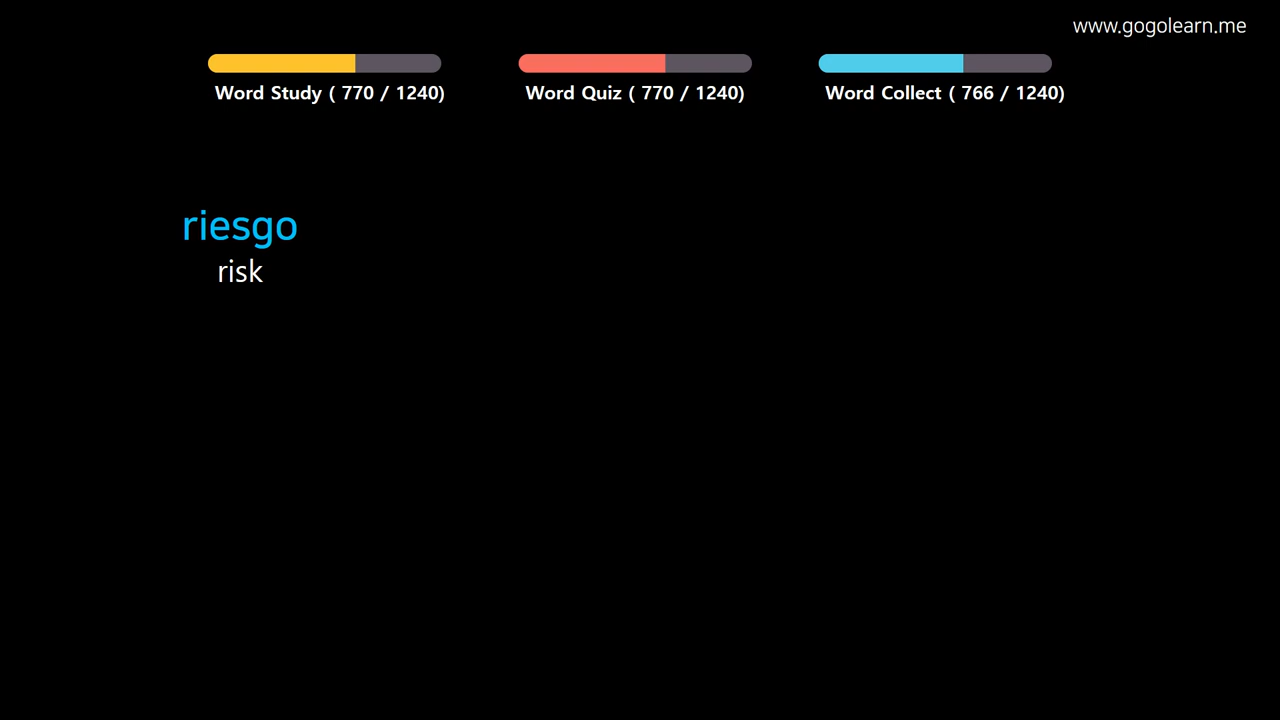 www.gogolearn.me
Word Study ( 770 / 1240)
Word Quiz ( 770 / 1240)
Word Collect ( 766 / 1240)
riesgo
risk